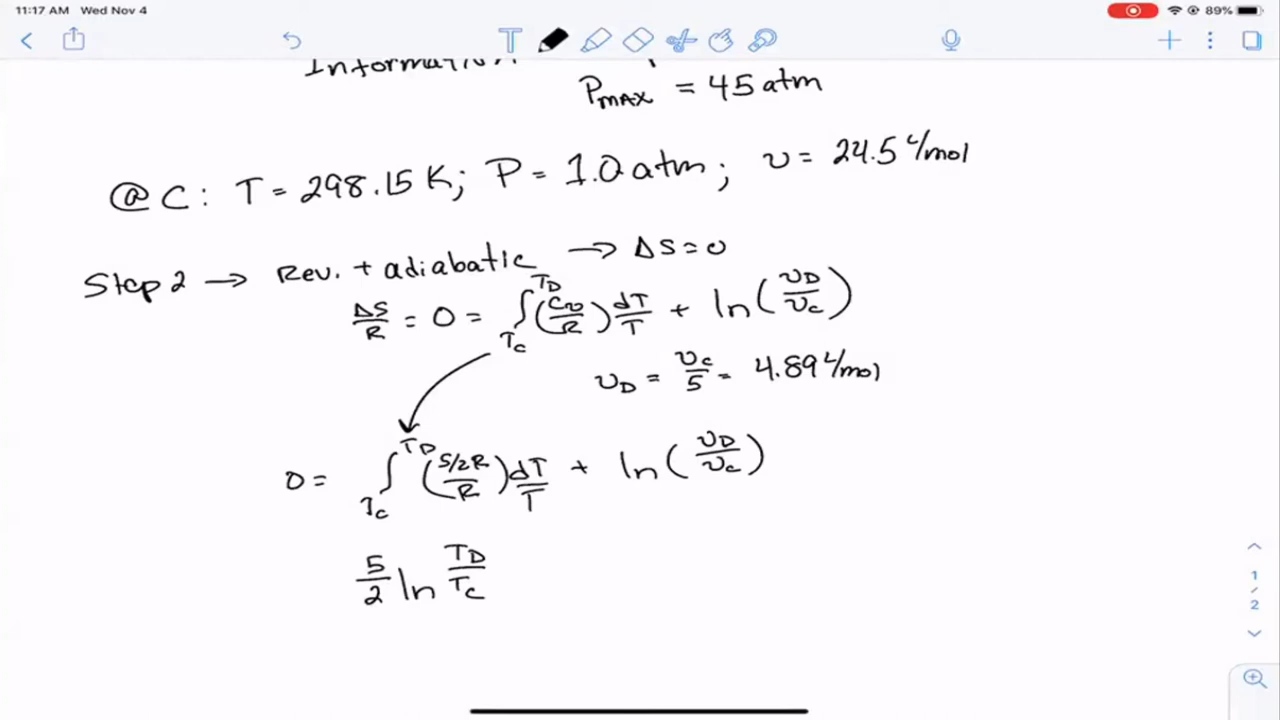 11:17 AM Wed Nov 4
89%
T
Information
PMAX = 45 atm
@ C: T = 298.15 K; P = 1.0 atm; v = 24.5 L/mol
Step 2 → Rev. + adiabatic → ΔS = 0
ΔS/R = 0 = ∫_{TC}^{TD} (Cv/R) dT/T + ln(vD/vC)
vD = vC/5 = 4.89 L/mol
0 = ∫_{TC}^{TD} (5/2R/R) dT/T + ln(vD/vC)
5/2 ln TD/TC
1
/
2